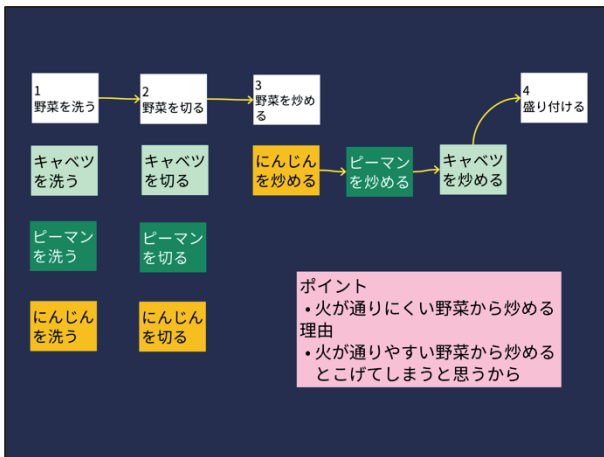 1
野菜を洗う
2
野菜を切る
3
野菜を炒め
る
4
盛り付ける
キャベツ
を洗う
キャベツ
を切る
にんじん
を炒める
ピーマン
を炒める
キャベツ
を炒める
ピーマン
を洗う
ピーマン
を切る
にんじん
を洗う
にんじん
を切る
ポイント
・火が通りにくい野菜から炒める
理由
・火が通りやすい野菜から炒める
とこげてしまうと思うから